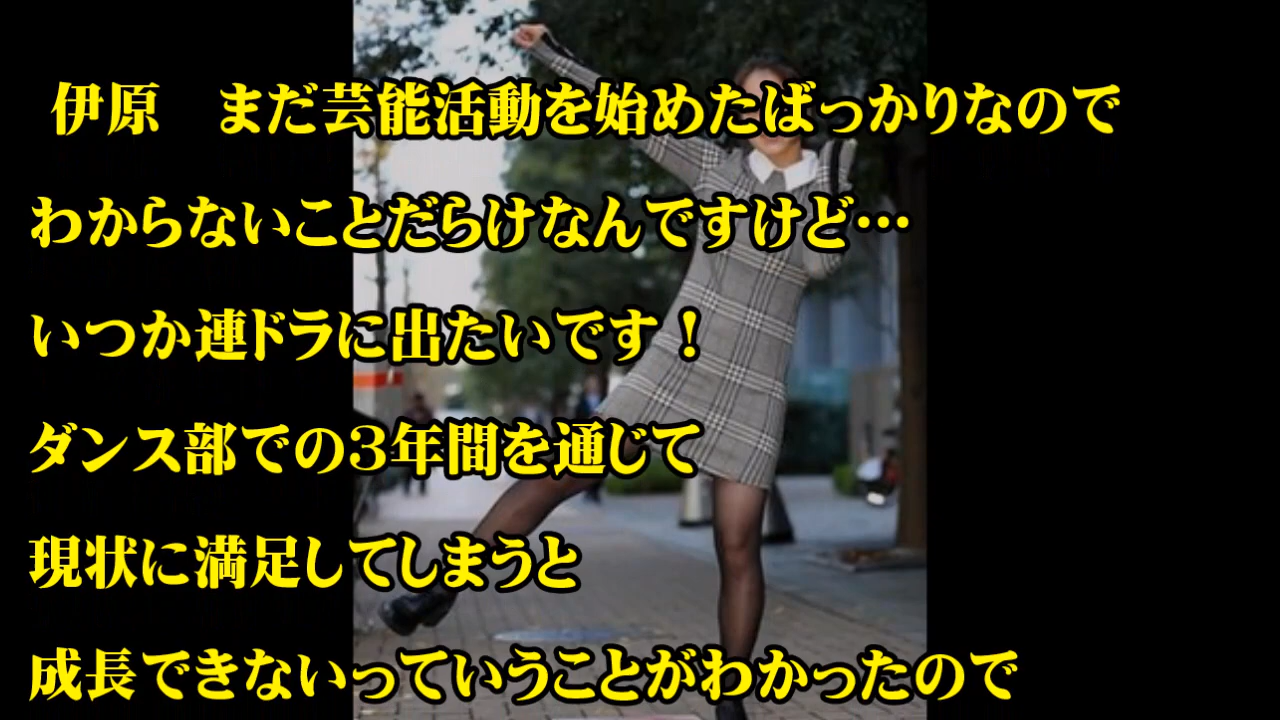 伊原　まだ芸能活動を始めたばっかりなので
わからないことだらけなんですけど…
いつか連ドラに出たいです！
ダンス部での３年間を通じて
現状に満足してしまうと
成長できないっていうことがわかったので